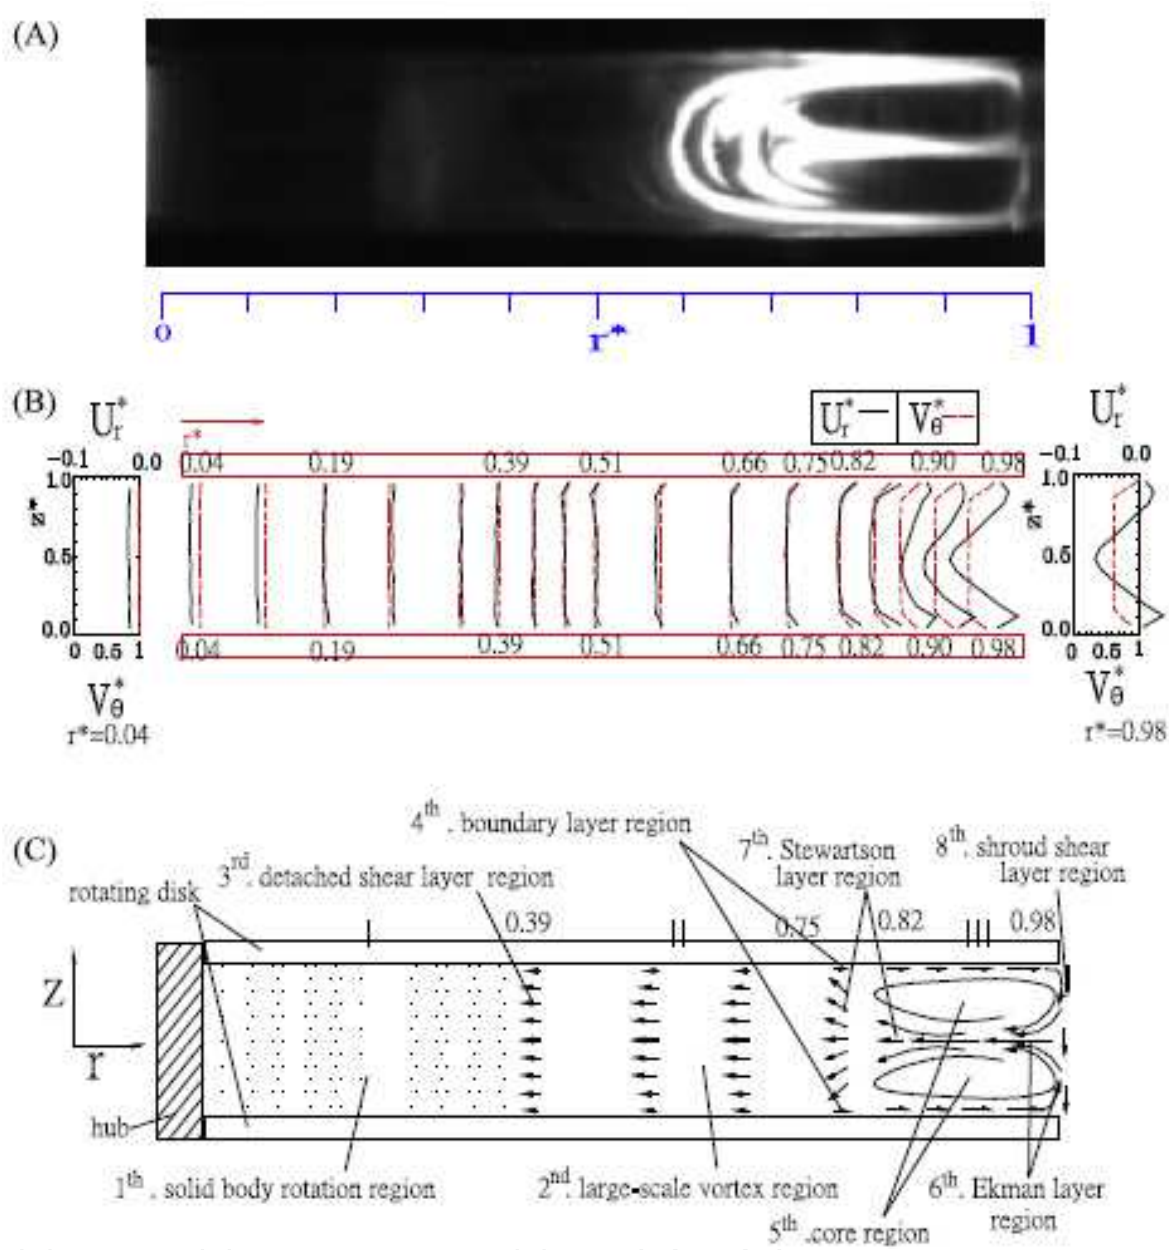 (A)
0 r* 1
(B)
U*r
-0.1 0.0
r*
0.04 0.19 0.39 0.51 0.66 0.75 0.82 0.90 0.98
U*r V*θ
U*r
-0.1 0.0
1.0
z*
0.5
0.0
0 0.5 1
V*θ
r*=0.04
1.0
z*
0.5
0.0
0 0.5 1
V*θ
r*=0.98
0.04 0.19 0.39 0.51 0.66 0.75 0.82 0.90 0.98
(C)
4th. boundary layer region
7th. Stewartson
layer region
8th. shroud shear
layer region
3rd. detached shear layer region
rotating disk
0.39 0.75 0.82 0.98
Z
r
hub
1th. solid body rotation region
2nd. large-scale vortex region
6th. Ekman layer
region
5th .core region